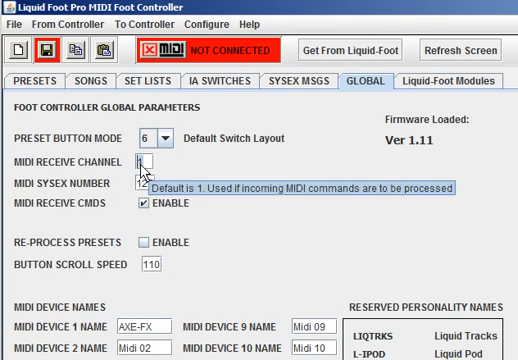 Liquid Foot Pro MIDI Foot Controller
File From Controller To Controller Configure Help
MIDI NOT CONNECTED Get From Liquid-Foot Refresh Screen
PRESETS SONGS SET LISTS IA SWITCHES SYSEX MSGS GLOBAL Liquid-Foot Modules
FOOT CONTROLLER GLOBAL PARAMETERS
Firmware Loaded:
PRESET BUTTON MODE 6 Default Switch Layout
Ver 1.11
MIDI RECEIVE CHANNEL
MIDI SYSEX NUMBER
Default is 1. Used if incoming MIDI commands are to be processed
MIDI RECEIVE CMDS ENABLE
RE-PROCESS PRESETS ENABLE
BUTTON SCROLL SPEED 110
MIDI DEVICE NAMES RESERVED PERSONALITY NAMES
MIDI DEVICE 1 NAME AXE-FX MIDI DEVICE 9 NAME Midi 09
LIQTRKS Liquid Tracks
MIDI DEVICE 2 NAME Midi 02 MIDI DEVICE 10 NAME Midi 10
L-IPOD Liquid Pod